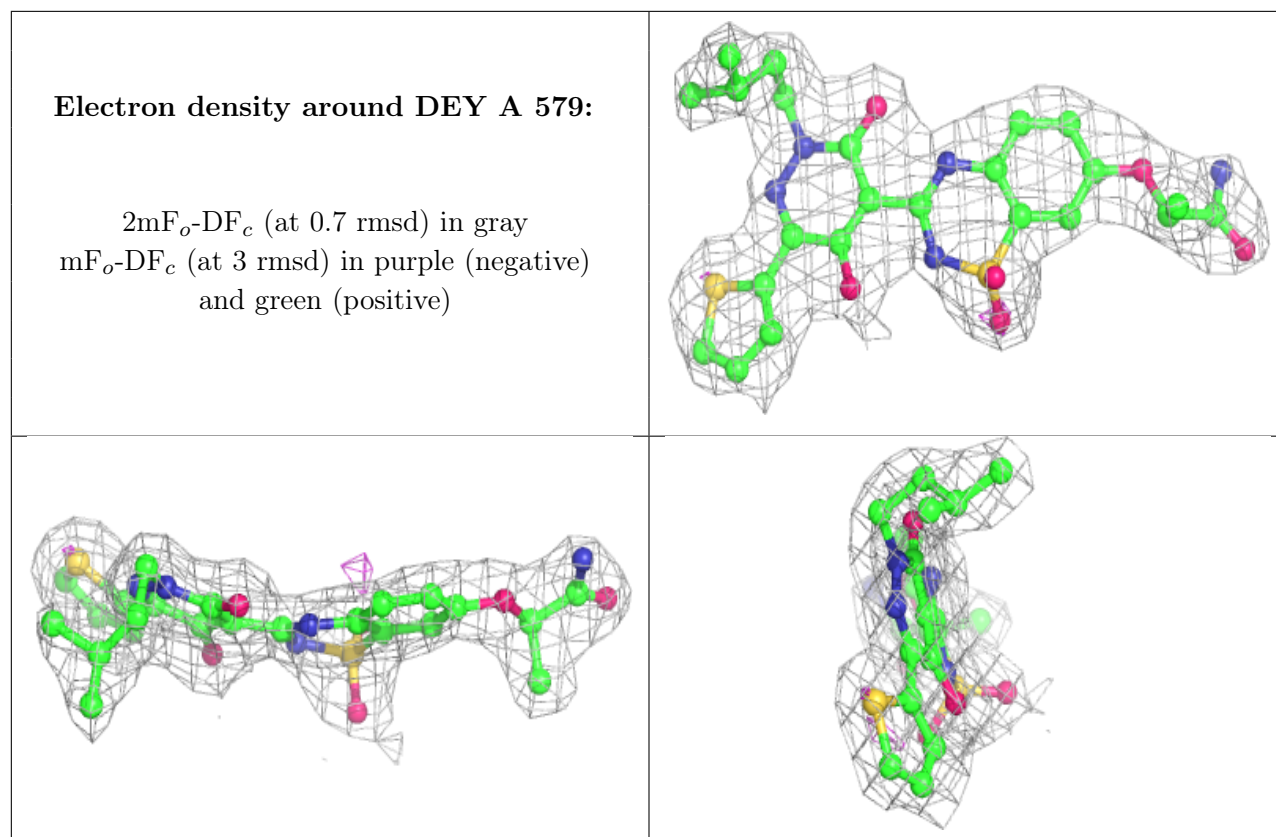 Electron density around DEY A 579:
2mFₒ-DF𝒸 (at 0.7 rmsd) in gray
mFₒ-DF𝒸 (at 3 rmsd) in purple (negative)
and green (positive)